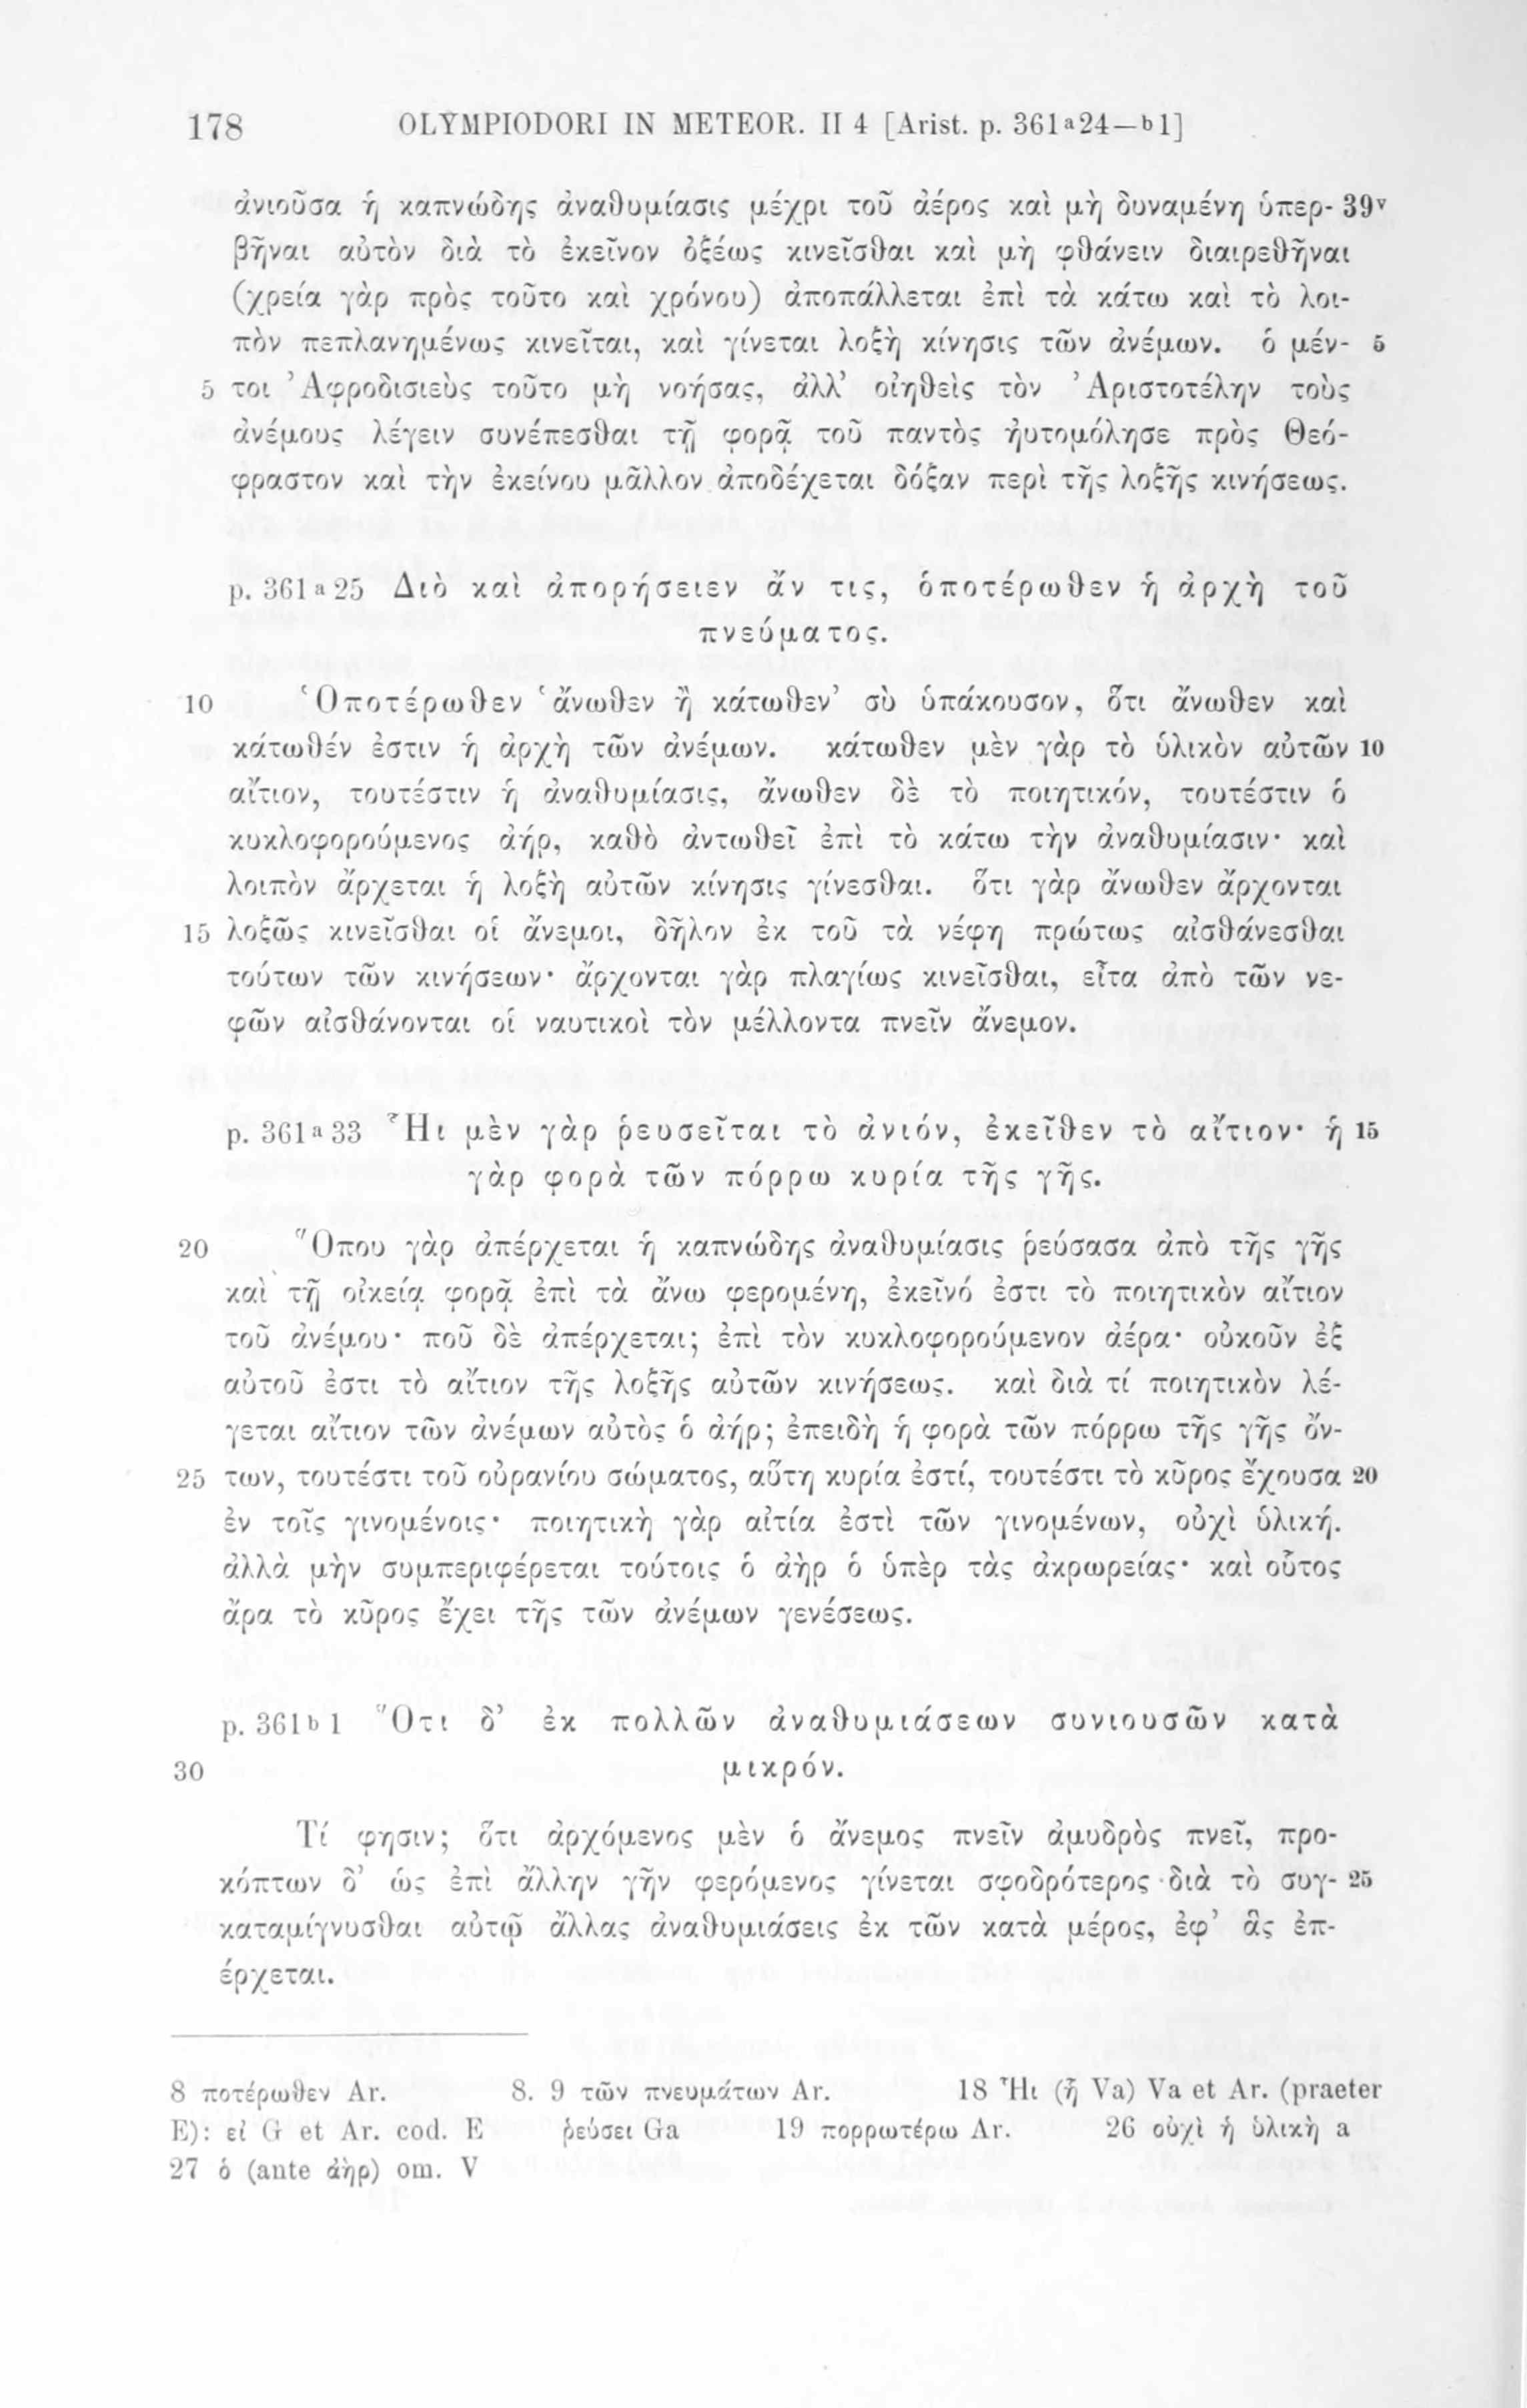 178 OLYMPIODORI IN METEOR. II 4 [Arist. p. 361ᵃ24—ᵇ1]
ἀνιοῦσα ἡ καπνώδης ἀναθυμίασις μέχρι τοῦ ἀέρος καὶ μὴ δυναμένη ὑπερ- 39ᵛ
βῆναι αὐτὸν διὰ τὸ ἐκεῖνον ὀξέως κινεῖσθαι καὶ μὴ φθάνειν διαιρεθῆναι
(χρεία γὰρ πρὸς τοῦτο καὶ χρόνου) ἀποπάλλεται ἐπὶ τὰ κάτω καὶ τὸ λοι-
πὸν πεπλανημένως κινεῖται, καὶ γίνεται λοξὴ κίνησις τῶν ἀνέμων. ὁ μέν- 5
5 τοι Ἀφροδισιεὺς τοῦτο μὴ νοήσας, ἀλλ’ οἰηθεὶς τὸν Ἀριστοτέλην τοὺς
ἀνέμους λέγειν συνέπεσθαι τῇ φορᾷ τοῦ παντὸς ηὐτομόλησε πρὸς Θεό-
φραστον καὶ τὴν ἐκείνου μᾶλλον ἀποδέχεται δόξαν περὶ τῆς λοξῆς κινήσεως.
p. 361ᵃ25 Διὸ καὶ ἀπορήσειεν ἄν τις, ὁποτέρωθεν ἡ ἀρχὴ τοῦ
πνεύματος.
10 Ὁποτέρωθεν ‘ἄνωθεν ἢ κάτωθεν’ σὺ ὑπάκουσον, ὅτι ἄνωθεν καὶ
κάτωθέν ἐστιν ἡ ἀρχὴ τῶν ἀνέμων. κάτωθεν μὲν γὰρ τὸ ὑλικὸν αὐτῶν 10
αἴτιον, τουτέστιν ἡ ἀναθυμίασις, ἄνωθεν δὲ τὸ ποιητικόν, τουτέστιν ὁ
κυκλοφορούμενος ἀήρ, καθὸ ἀντωθεῖ ἐπὶ τὸ κάτω τὴν ἀναθυμίασιν· καὶ
λοιπὸν ἄρχεται ἡ λοξὴ αὐτῶν κίνησις γίνεσθαι. ὅτι γὰρ ἄνωθεν ἄρχονται
15 λοξῶς κινεῖσθαι οἱ ἄνεμοι, δῆλον ἐκ τοῦ τὰ νέφη πρώτως αἰσθάνεσθαι
τούτων τῶν κινήσεων· ἄρχονται γὰρ πλαγίως κινεῖσθαι, εἶτα ἀπὸ τῶν νε-
φῶν αἰσθάνονται οἱ ναυτικοὶ τὸν μέλλοντα πνεῖν ἄνεμον.
p. 361ᵃ33 Ἧι μὲν γὰρ ῥευσεῖται τὸ ἀνιόν, ἐκεῖθεν τὸ αἴτιον· ἡ 15
γὰρ φορὰ τῶν πόρρω κυρία τῆς γῆς.
20 Ὅπου γὰρ ἀπέρχεται ἡ καπνώδης ἀναθυμίασις ῥεύσασα ἀπὸ τῆς γῆς
καὶ τῇ οἰκείᾳ φορᾷ ἐπὶ τὰ ἄνω φερομένη, ἐκεῖνό ἐστι τὸ ποιητικὸν αἴτιον
τοῦ ἀνέμου· ποῦ δὲ ἀπέρχεται; ἐπὶ τὸν κυκλοφορούμενον ἀέρα· οὐκοῦν ἐξ
αὐτοῦ ἐστι τὸ αἴτιον τῆς λοξῆς αὐτῶν κινήσεως. καὶ διὰ τί ποιητικὸν λέ-
γεται αἴτιον τῶν ἀνέμων αὐτὸς ὁ ἀήρ; ἐπειδὴ ἡ φορὰ τῶν πόρρω τῆς γῆς ὄν-
25 των, τουτέστι τοῦ οὐρανίου σώματος, αὕτη κυρία ἐστί, τουτέστι τὸ κῦρος ἔχουσα 20
ἐν τοῖς γινομένοις· ποιητικὴ γὰρ αἰτία ἐστὶ τῶν γινομένων, οὐχὶ ὑλική.
ἀλλὰ μὴν συμπεριφέρεται τούτοις ὁ ἀὴρ ὁ ὑπὲρ τὰς ἀκρωρείας· καὶ οὗτος
ἄρα τὸ κῦρος ἔχει τῆς τῶν ἀνέμων γενέσεως.
p. 361ᵇ1 Ὅτι δ’ ἐκ πολλῶν ἀναθυμιάσεων συνιουσῶν κατὰ
30 μικρόν.
Τί φησιν; ὅτι ἀρχόμενος μὲν ὁ ἄνεμος πνεῖν ἀμυδρὸς πνεῖ, προ-
κόπτων δ’ ὡς ἐπὶ ἄλλην γῆν φερόμενος γίνεται σφοδρότερος διὰ τὸ συγ- 25
καταμίγνυσθαι αὐτῷ ἄλλας ἀναθυμιάσεις ἐκ τῶν κατὰ μέρος, ἐφ’ ἃς ἐπ-
έρχεται.
8 ποτέρωθεν Ar. 8. 9 τῶν πνευμάτων Ar. 18 Ἧι (ἦ Va) Va et Ar. (praeter
E): εἰ G et Ar. cod. E ῥεύσει Ga 19 πορρωτέρω Ar. 26 οὐχὶ ἡ ὑλικὴ a
27 ὁ (ante ἀὴρ) om. V